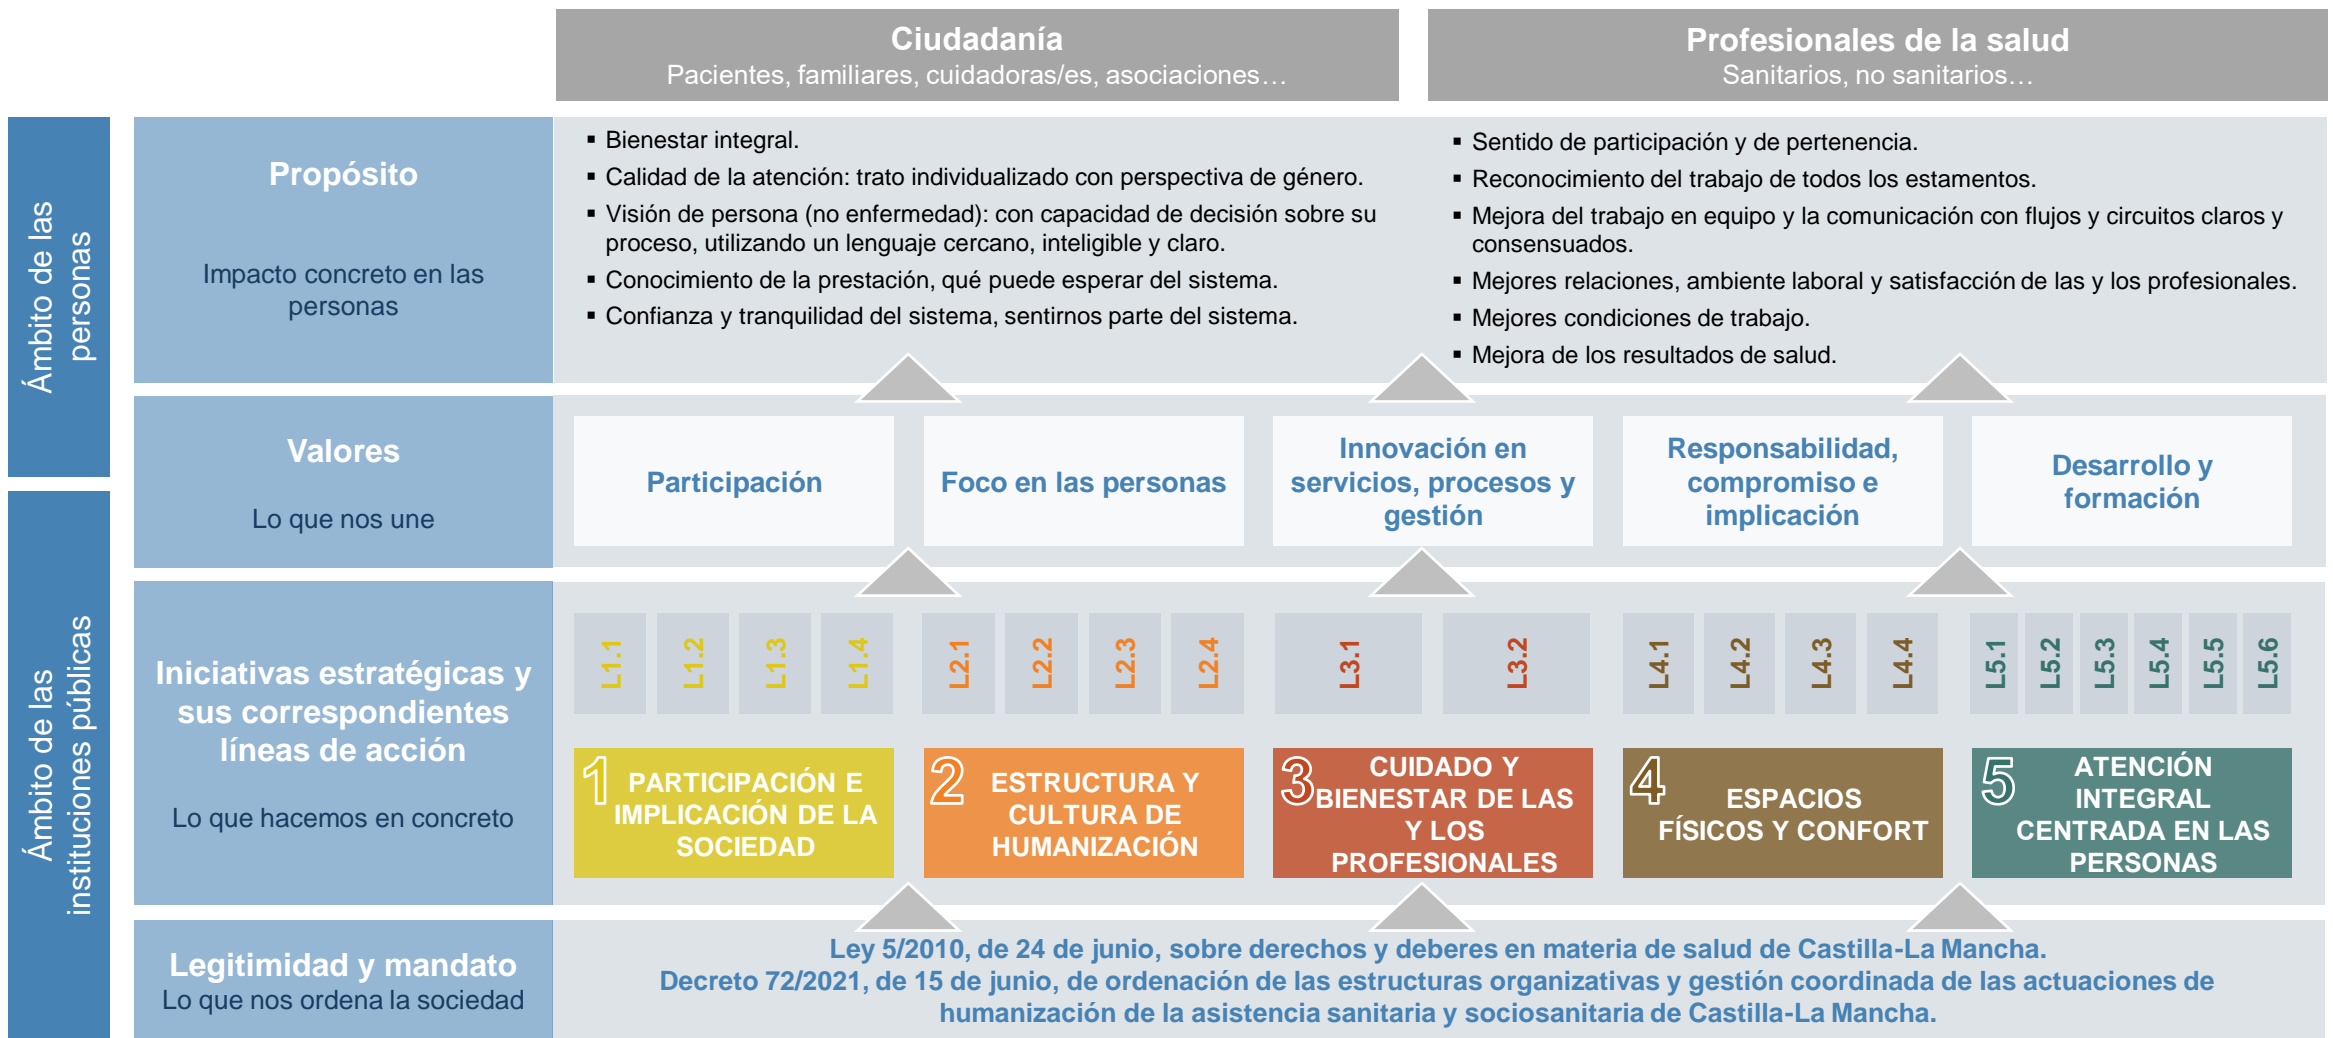 Ciudadanía
Pacientes, familiares, cuidadoras/es, asociaciones…
Profesionales de la salud
Sanitarios, no sanitarios…
Ámbito de las
personas
Propósito
Impacto concreto en las
personas
▪ Bienestar integral.
▪ Calidad de la atención: trato individualizado con perspectiva de género.
▪ Visión de persona (no enfermedad): con capacidad de decisión sobre su
proceso, utilizando un lenguaje cercano, inteligible y claro.
▪ Conocimiento de la prestación, qué puede esperar del sistema.
▪ Confianza y tranquilidad del sistema, sentirnos parte del sistema.
▪ Sentido de participación y de pertenencia.
▪ Reconocimiento del trabajo de todos los estamentos.
▪ Mejora del trabajo en equipo y la comunicación con flujos y circuitos claros y
consensuados.
▪ Mejores relaciones, ambiente laboral y satisfacción de las y los profesionales.
▪ Mejores condiciones de trabajo.
▪ Mejora de los resultados de salud.
Valores
Lo que nos une
Participación
Foco en las personas
Innovación en
servicios, procesos y
gestión
Responsabilidad,
compromiso e
implicación
Desarrollo y
formación
Ámbito de las
instituciones públicas
Iniciativas estratégicas y
sus correspondientes
líneas de acción
Lo que hacemos en concreto
L1.1
L1.2
L1.3
L1.4
L2.1
L2.2
L2.3
L2.4
L3.1
L3.2
L4.1
L4.2
L4.3
L4.4
L5.1
L5.2
L5.3
L5.4
L5.5
L5.6
1
PARTICIPACIÓN E
IMPLICACIÓN DE LA
SOCIEDAD
2
ESTRUCTURA Y
CULTURA DE
HUMANIZACIÓN
3
CUIDADO Y
BIENESTAR DE LAS
Y LOS
PROFESIONALES
4
ESPACIOS
FÍSICOS Y CONFORT
5
ATENCIÓN
INTEGRAL
CENTRADA EN LAS
PERSONAS
Legitimidad y mandato
Lo que nos ordena la sociedad
Ley 5/2010, de 24 de junio, sobre derechos y deberes en materia de salud de Castilla-La Mancha.
Decreto 72/2021, de 15 de junio, de ordenación de las estructuras organizativas y gestión coordinada de las actuaciones de
humanización de la asistencia sanitaria y sociosanitaria de Castilla-La Mancha.